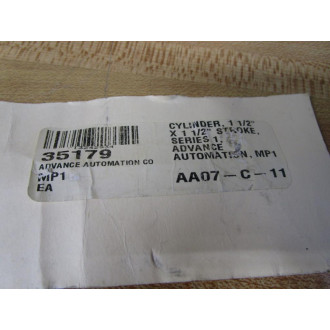 35179
ADVANCE AUTOMATION CO
MP1
EA
CYLINDER, 1 1/2"
X 1 1/2" STROKE,
SERIES 1,
ADVANCE
AUTOMATION, MP1
AA07-C-11